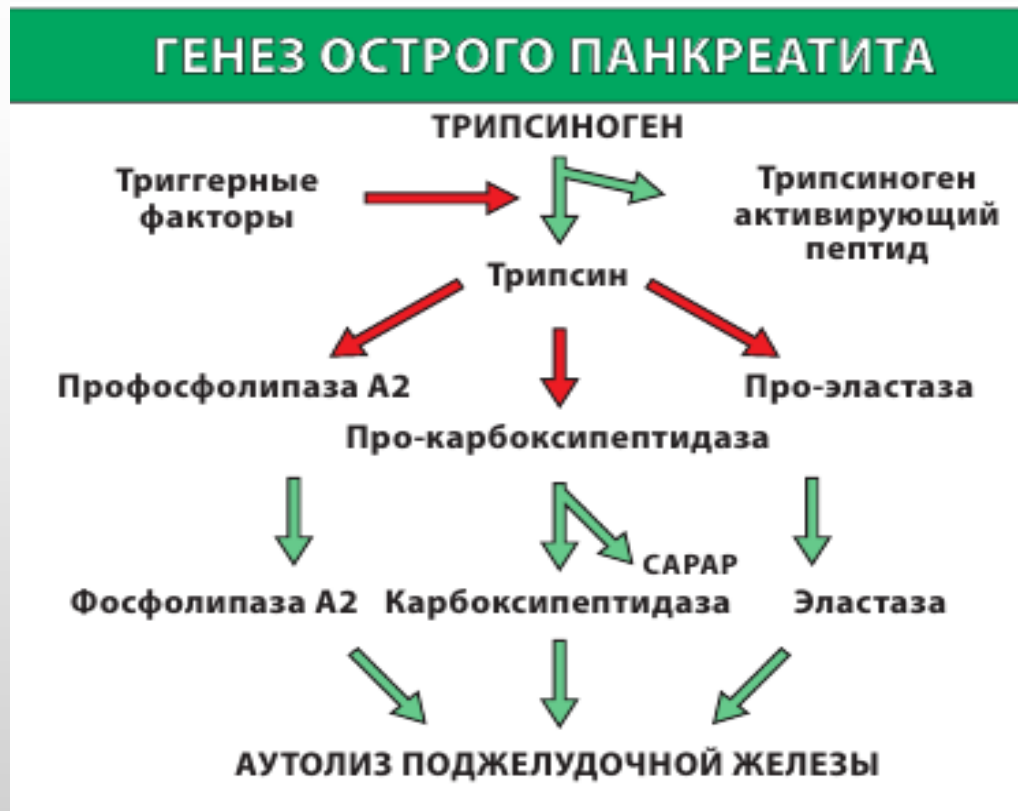 ГЕНЕЗ ОСТРОГО ПАНКРЕАТИТА
ТРИПСИНОГЕН
Триггерные
факторы
Трипсиноген
активирующий
пептид
Трипсин
Профосфолипаза А2
Про-эластаза
Про-карбоксипептидаза
САРАР
Фосфолипаза А2
Карбоксипептидаза
Эластаза
АУТОЛИЗ ПОДЖЕЛУДОЧНОЙ ЖЕЛЕЗЫ